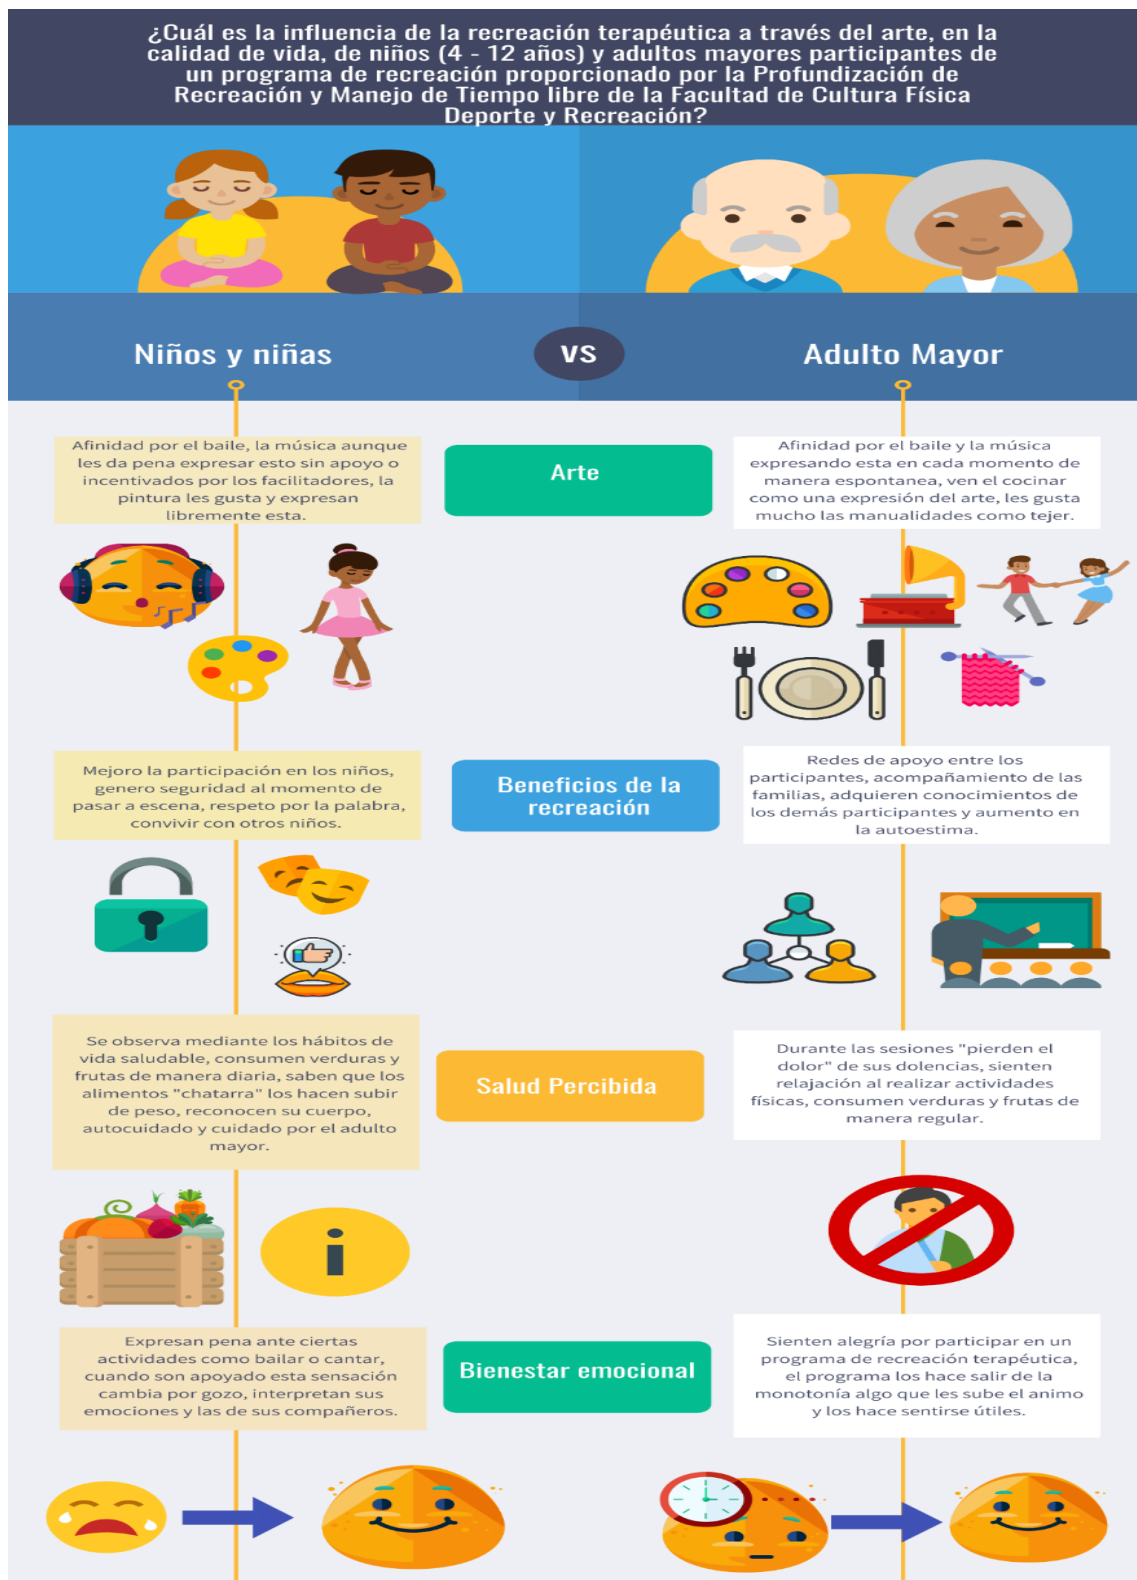 ¿Cuál es la influencia de la recreación terapéutica a través del arte, en la
calidad de vida, de niños (4 - 12 años) y adultos mayores participantes de
un programa de recreación proporcionado por la Profundización de
Recreación y Manejo de Tiempo libre de la Facultad de Cultura Física
Deporte y Recreación?
Niños y niñas
VS
Adulto Mayor
Afinidad por el baile, la música aunque
les da pena expresar esto sin apoyo o
incentivados por los facilitadores, la
pintura les gusta y expresan
libremente esta.
Arte
Afinidad por el baile y la música
expresando esta en cada momento de
manera espontanea, ven el cocinar
como una expresión del arte, les gusta
mucho las manualidades como tejer.
Mejoro la participación en los niños,
genero seguridad al momento de
pasar a escena, respeto por la palabra,
convivir con otros niños.
Beneficios de la
recreación
Redes de apoyo entre los
participantes, acompañamiento de las
familias, adquieren conocimientos de
los demás participantes y aumento en
la autoestima.
Se observa mediante los hábitos de
vida saludable, consumen verduras y
frutas de manera diaria, saben que los
alimentos "chatarra" los hacen subir
de peso, reconocen su cuerpo,
autocuidado y cuidado por el adulto
mayor.
Salud Percibida
Durante las sesiones "pierden el
dolor" de sus dolencias, sienten
relajación al realizar actividades
físicas, consumen verduras y frutas de
manera regular.
Expresan pena ante ciertas
actividades como bailar o cantar,
cuando son apoyado esta sensación
cambia por gozo, interpretan sus
emociones y las de sus compañeros.
Bienestar emocional
Sienten alegría por participar en un
programa de recreación terapéutica,
el programa los hace salir de la
monotonía algo que les sube el animo
y los hace sentirse útiles.